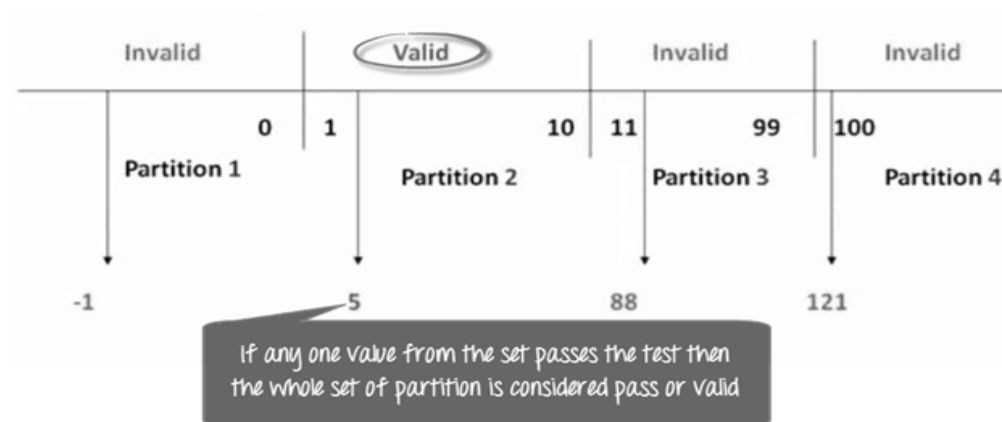 Invalid Valid Invalid Invalid
0 1 10 11 99 100
Partition 1 Partition 2 Partition 3 Partition 4
-1 5 88 121
If any one value from the set passes the test then
the whole set of partition is considered pass or valid